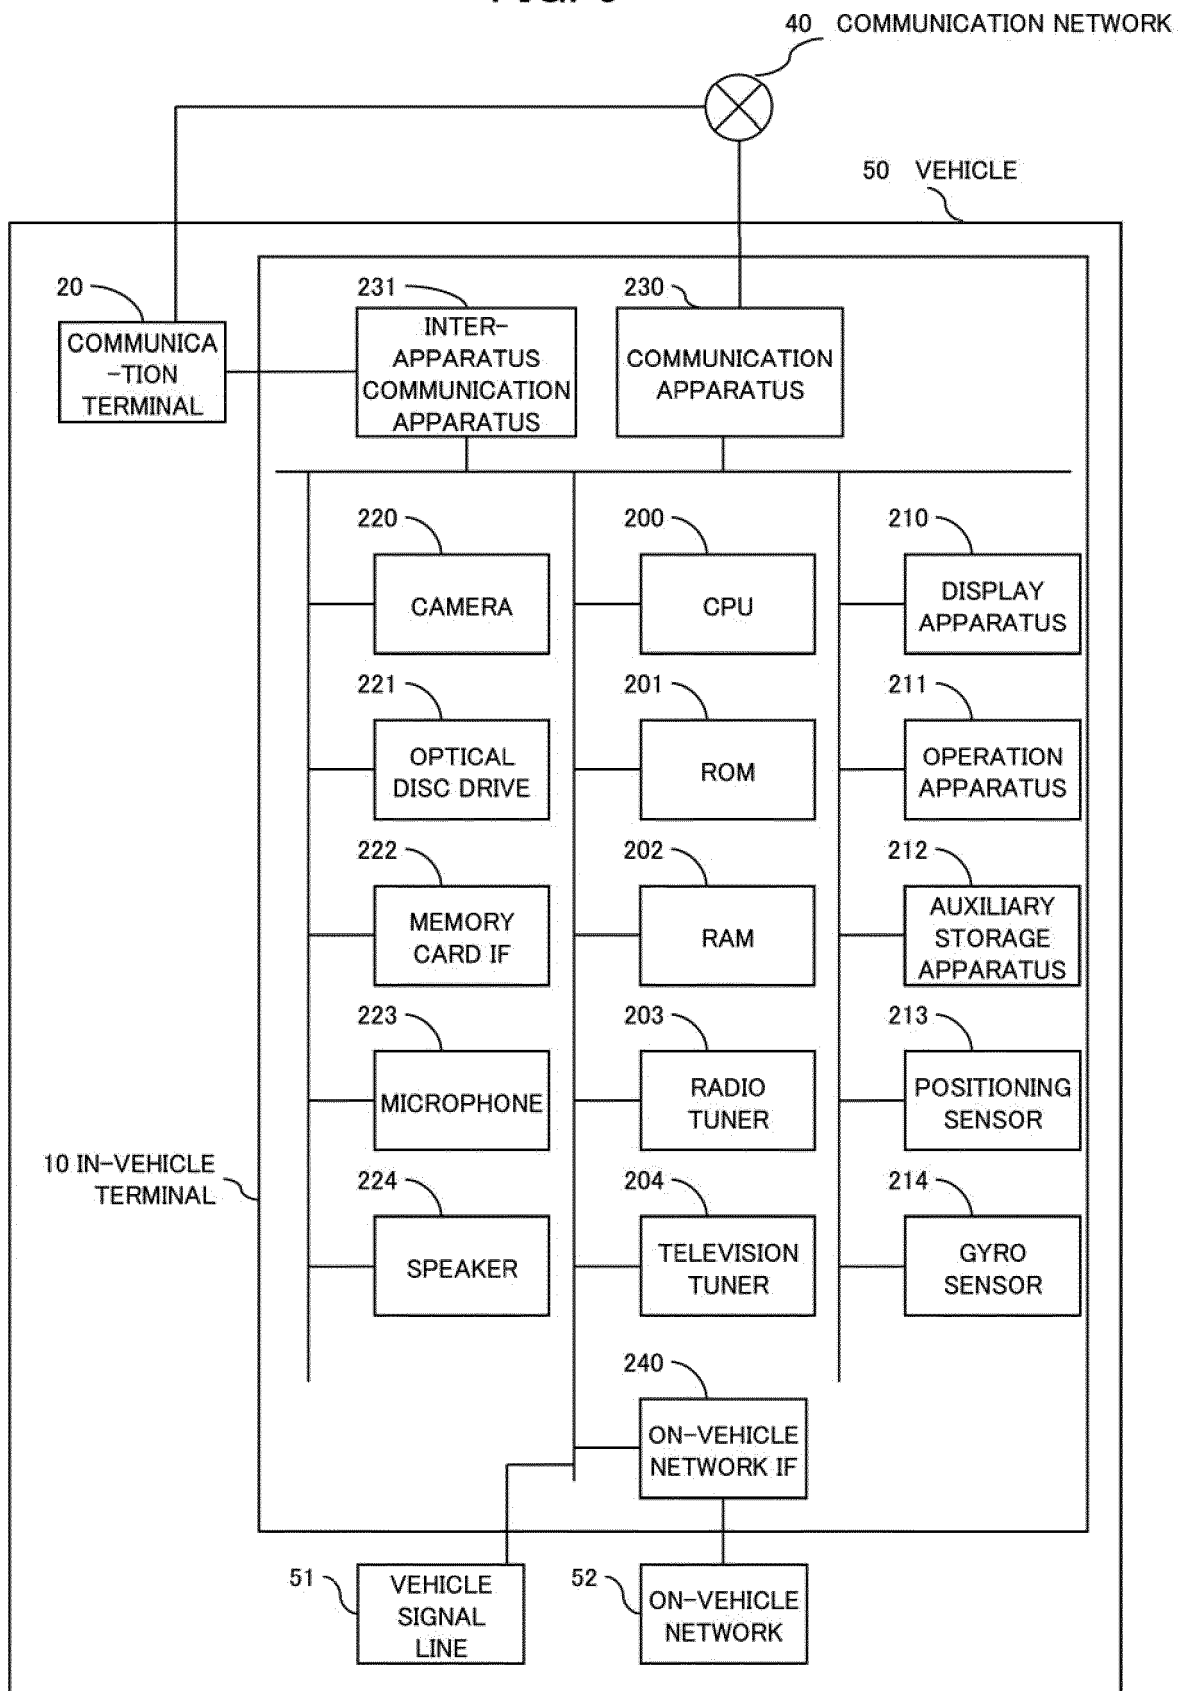 40 COMMUNICATION NETWORK
50 VEHICLE
20
231
230
COMMUNICA
-TION
TERMINAL
INTER-
APPARATUS
COMMUNICATION
APPARATUS
COMMUNICATION
APPARATUS
220
200
210
CAMERA
CPU
DISPLAY
APPARATUS
221
201
211
OPTICAL
DISC DRIVE
ROM
OPERATION
APPARATUS
222
202
212
MEMORY
CARD IF
RAM
AUXILIARY
STORAGE
APPARATUS
223
203
213
MICROPHONE
RADIO
TUNER
POSITIONING
SENSOR
10 IN-VEHICLE
TERMINAL
224
204
214
SPEAKER
TELEVISION
TUNER
GYRO
SENSOR
240
ON-VEHICLE
NETWORK IF
51
VEHICLE
SIGNAL
LINE
52
ON-VEHICLE
NETWORK